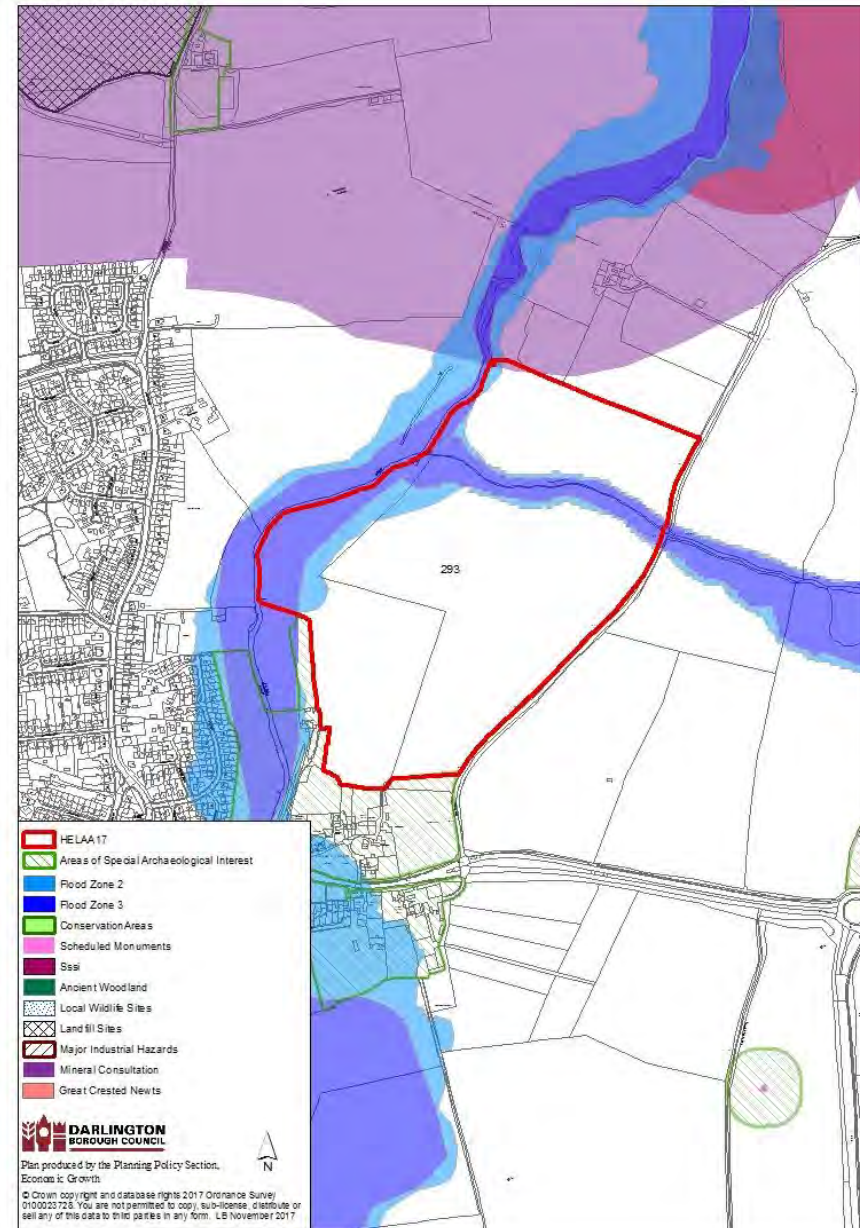 293
HELAA17
Areas of Special Archaeological Interest
Flood Zone 2
Flood Zone 3
Conservation Areas
Scheduled Monuments
Sssi
Ancient Woodland
Local Wildlife Sites
Landfill Sites
Major Industrial Hazards
Mineral Consultation
Great Crested Newts
DARLINGTON
BOROUGH COUNCIL
N
Plan produced by the Planning Policy Section,
Economic Growth
© Crown copyright and database rights 2017 Ordnance Survey
0100023728. You are not permitted to copy, sub-license, distribute or
sell any of this data to third parties in any form. LB November 2017